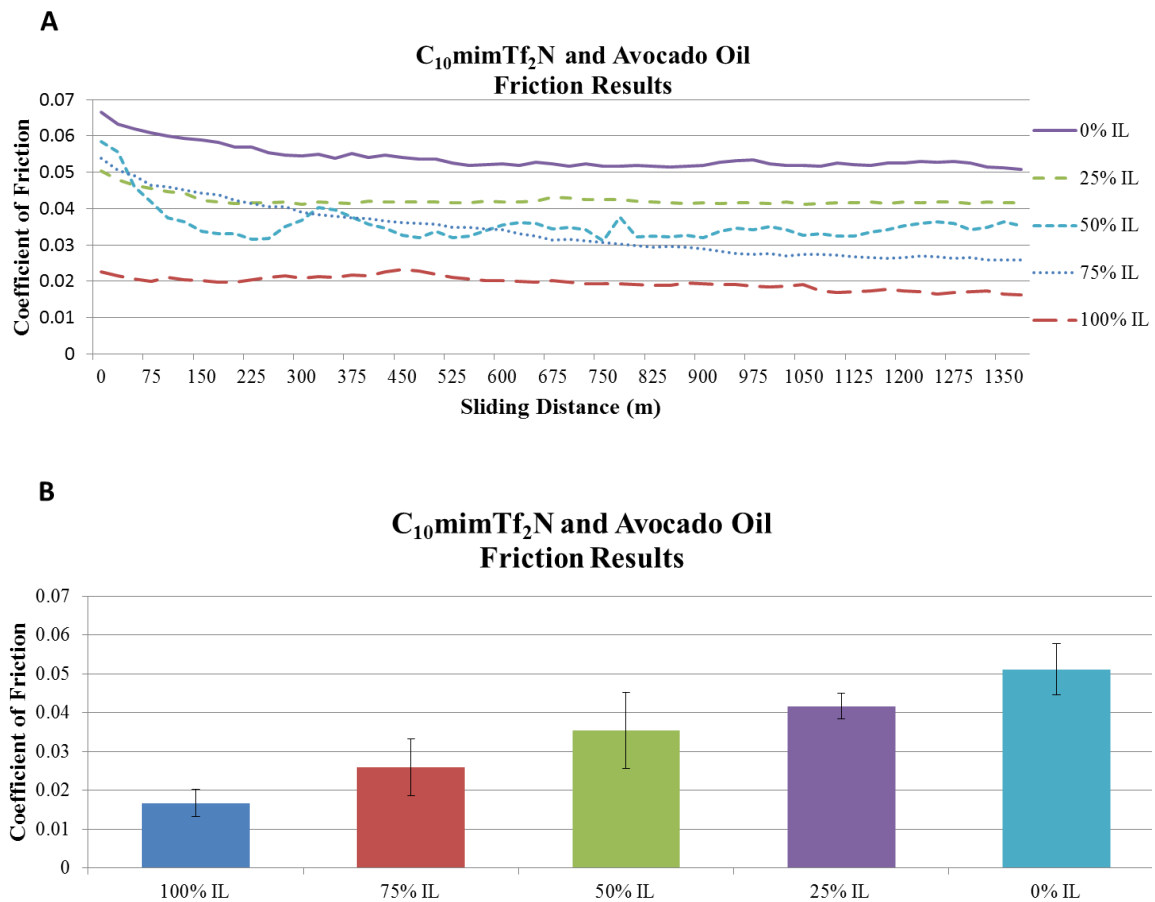 A
C₁₀mimTf₂N and Avocado Oil
Friction Results
Coefficient of Friction
0.07
0.06
0.05
0.04
0.03
0.02
0.01
0
0 75 150 225 300 375 450 525 600 675 750 825 900 975 1050 1125 1200 1275 1350
Sliding Distance (m)
0% IL
25% IL
50% IL
75% IL
100% IL
B
C₁₀mimTf₂N and Avocado Oil
Friction Results
Coefficient of Friction
0.07
0.06
0.05
0.04
0.03
0.02
0.01
0
100% IL 75% IL 50% IL 25% IL 0% IL